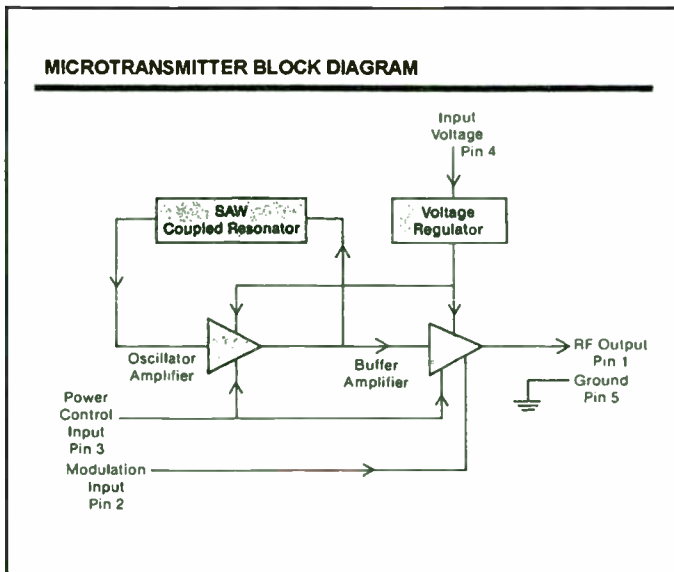 MICROTRANSMITTER BLOCK DIAGRAM
Input
Voltage
Pin 4
SAW
Coupled Resonator
Voltage
Regulator
Oscillator
Amplifier
Buffer
Amplifier
RF Output
Pin 1
Ground
Pin 5
Power
Control
Input
Pin 3
Modulation
Input
Pin 2